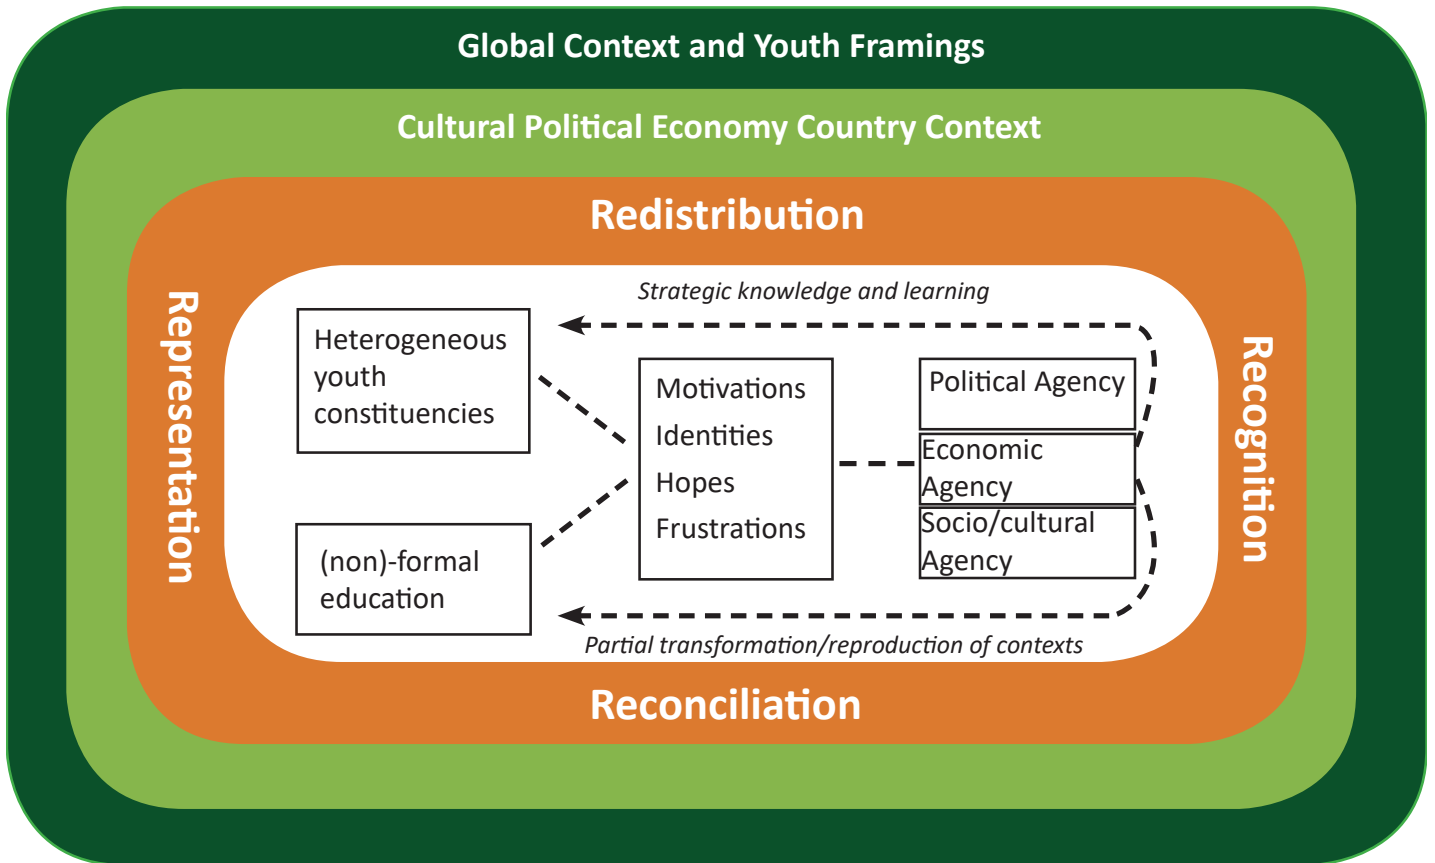 Global Context and Youth Framings
Cultural Political Economy Country Context
Redistribution
Representation
Strategic knowledge and learning
Heterogeneous
youth
constituencies
(non)-formal
education
Motivations
Identities
Hopes
Frustrations
Political Agency
Economic
Agency
Socio/cultural
Agency
Partial transformation/reproduction of contexts
Recognition
Reconciliation